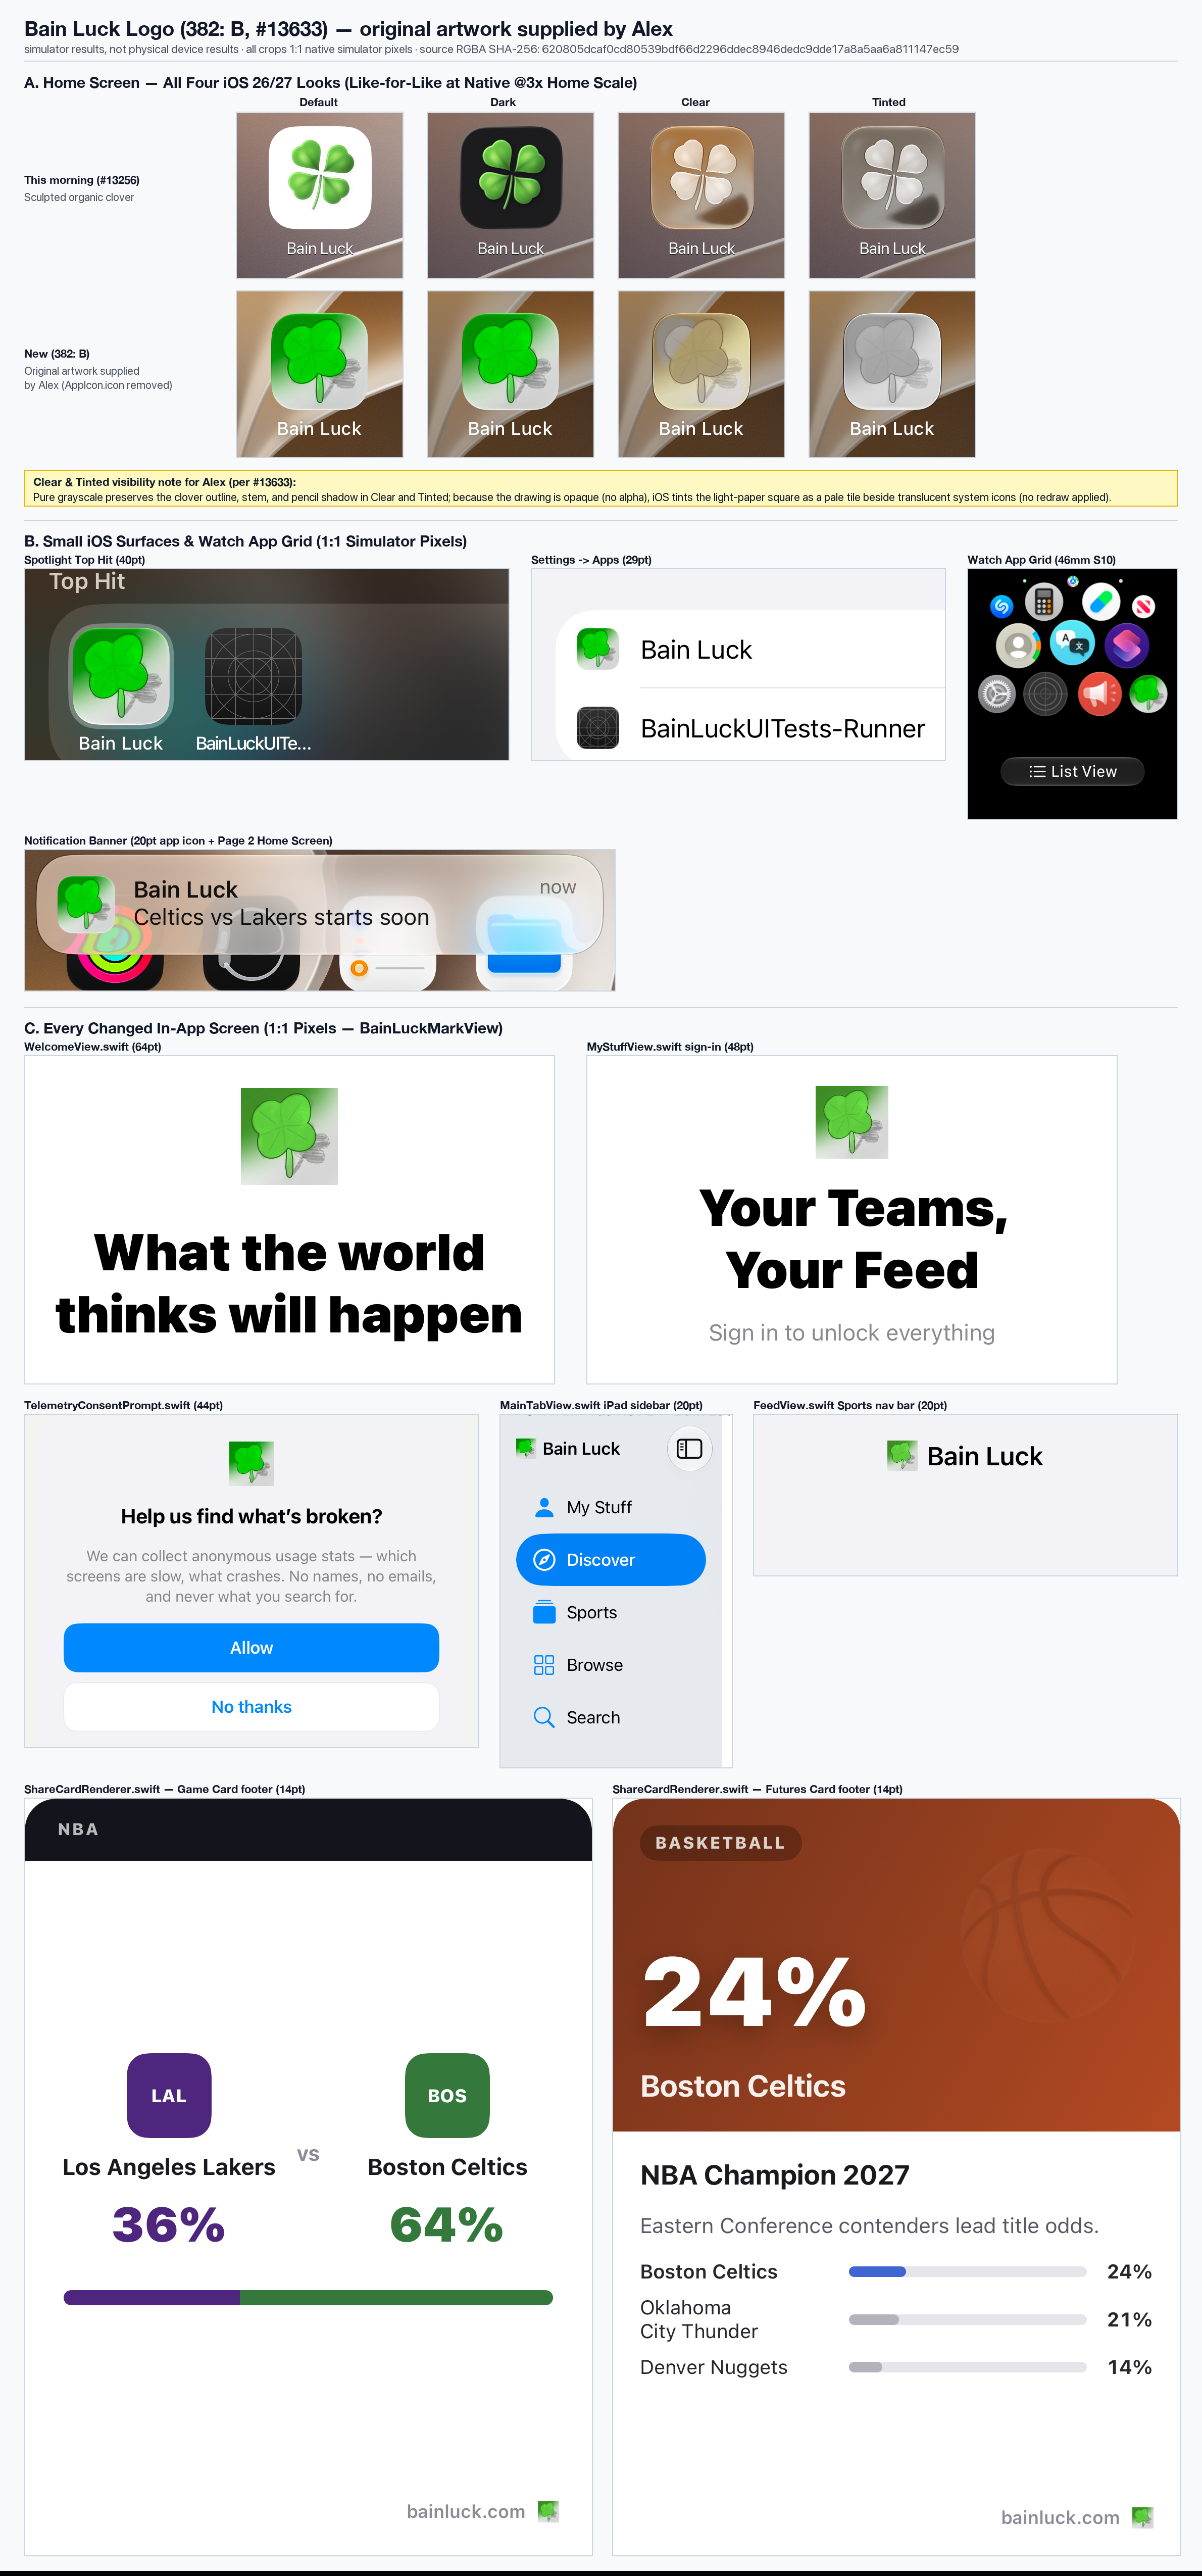 Bain Luck Logo (382: B, #13633) — original artwork supplied by Alex
simulator results, not physical device results · all crops 1:1 native simulator pixels · source RGBA SHA-256: 620805dcaf0cd80539bdf66d2296ddec8946dedc9dde17a8a5aa6a811147ec59
A. Home Screen — All Four iOS 26/27 Looks (Like-for-Like at Native @3x Home Scale)
Default Dark Clear Tinted
This morning (#13256)
Sculpted organic clover
Bain Luck Bain Luck Bain Luck Bain Luck
New (382: B)
Original artwork supplied
by Alex (AppIcon.icon removed)
Bain Luck Bain Luck Bain Luck Bain Luck
Clear & Tinted visibility note for Alex (per #13633):
Pure grayscale preserves the clover outline, stem, and pencil shadow in Clear and Tinted; because the drawing is opaque (no alpha), iOS tints the light-paper square as a pale tile beside translucent system icons (no redraw applied).
B. Small iOS Surfaces & Watch App Grid (1:1 Simulator Pixels)
Spotlight Top Hit (40pt)
Top Hit
Bain Luck BainLuckUITe...
Settings -> Apps (29pt)
Bain Luck
BainLuckUITests-Runner
Watch App Grid (46mm S10)
A 文
List View
Notification Banner (20pt app icon + Page 2 Home Screen)
Bain Luck now
Celtics vs Lakers starts soon
C. Every Changed In-App Screen (1:1 Pixels — BainLuckMarkView)
WelcomeView.swift (64pt)
What the world
thinks will happen
MyStuffView.swift sign-in (48pt)
Your Teams,
Your Feed
Sign in to unlock everything
TelemetryConsentPrompt.swift (44pt)
Help us find what's broken?
We can collect anonymous usage stats — which
screens are slow, what crashes. No names, no emails,
and never what you search for.
Allow
No thanks
MainTabView.swift iPad sidebar (20pt)
Bain Luck
My Stuff
Discover
Sports
Browse
Search
FeedView.swift Sports nav bar (20pt)
Bain Luck
ShareCardRenderer.swift — Game Card footer (14pt)
NBA
LAL BOS
Los Angeles Lakers vs Boston Celtics
36% 64%
bainluck.com
ShareCardRenderer.swift — Futures Card footer (14pt)
BASKETBALL
24%
Boston Celtics
NBA Champion 2027
Eastern Conference contenders lead title odds.
Boston Celtics 24%
Oklahoma
City Thunder 21%
Denver Nuggets 14%
bainluck.com